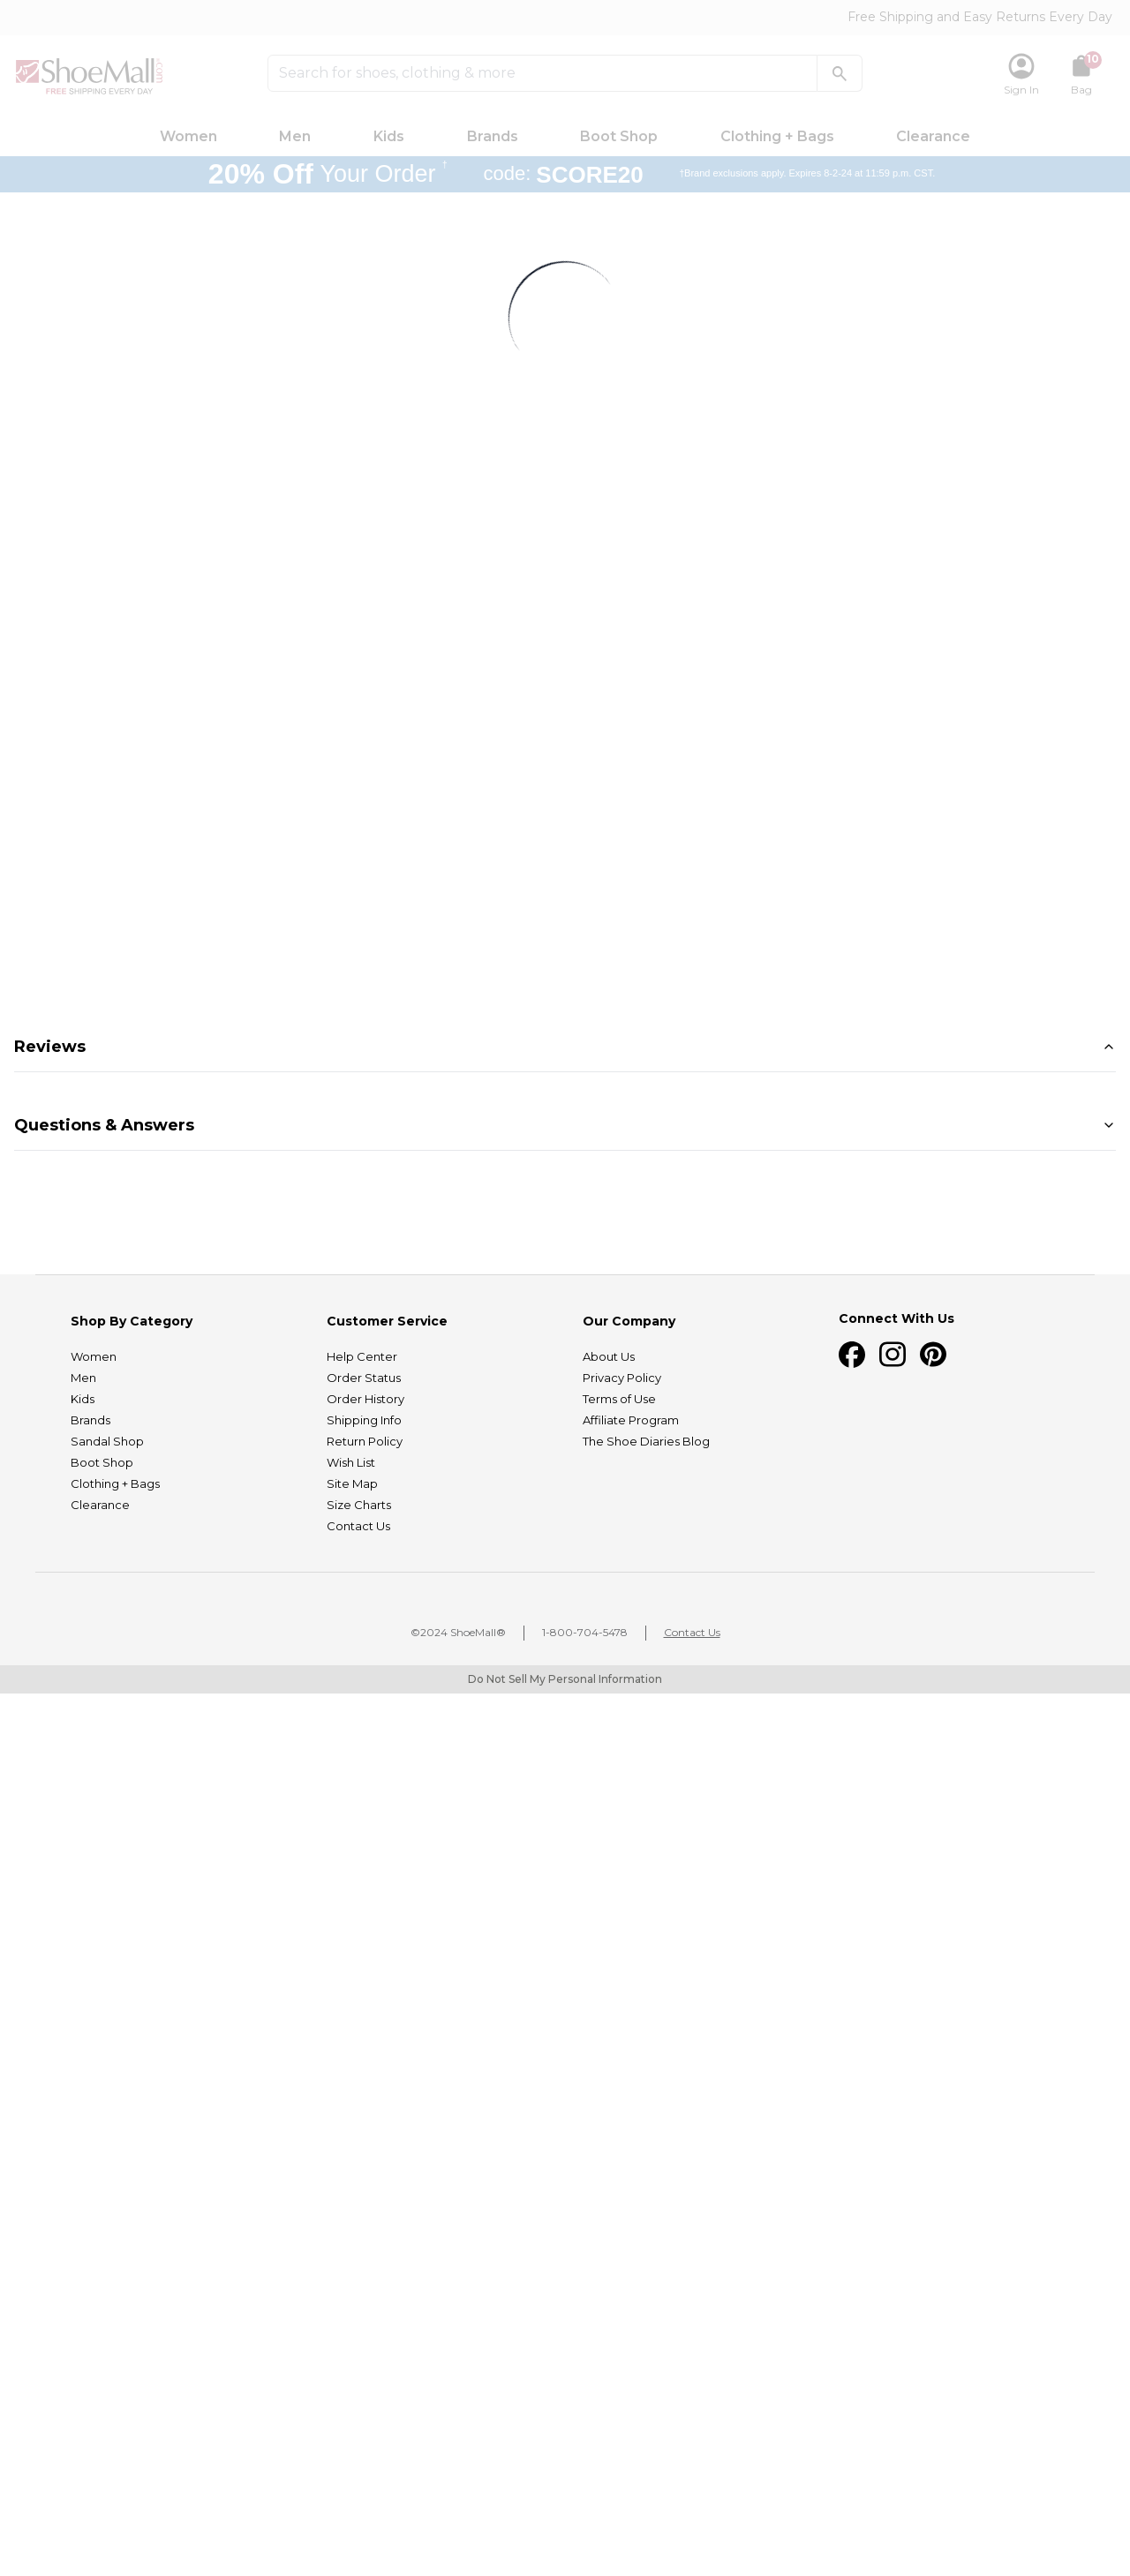 Free Shipping and Easy Returns Every Day
ShoeMall.com
FREE SHIPPING EVERY DAY
Search for shoes, clothing & more
Sign In
10
Bag
Women Men Kids Brands Boot Shop Clothing + Bags Clearance
20% Off Your Order † code: SCORE20 †Brand exclusions apply. Expires 8-2-24 at 11:59 p.m. CST.
Reviews
Questions & Answers
Shop By Category
Women
Men
Kids
Brands
Sandal Shop
Boot Shop
Clothing + Bags
Clearance
Customer Service
Help Center
Order Status
Order History
Shipping Info
Return Policy
Wish List
Site Map
Size Charts
Contact Us
Our Company
About Us
Privacy Policy
Terms of Use
Affiliate Program
The Shoe Diaries Blog
Connect With Us
©2024 ShoeMall® 1-800-704-5478 Contact Us
Do Not Sell My Personal Information